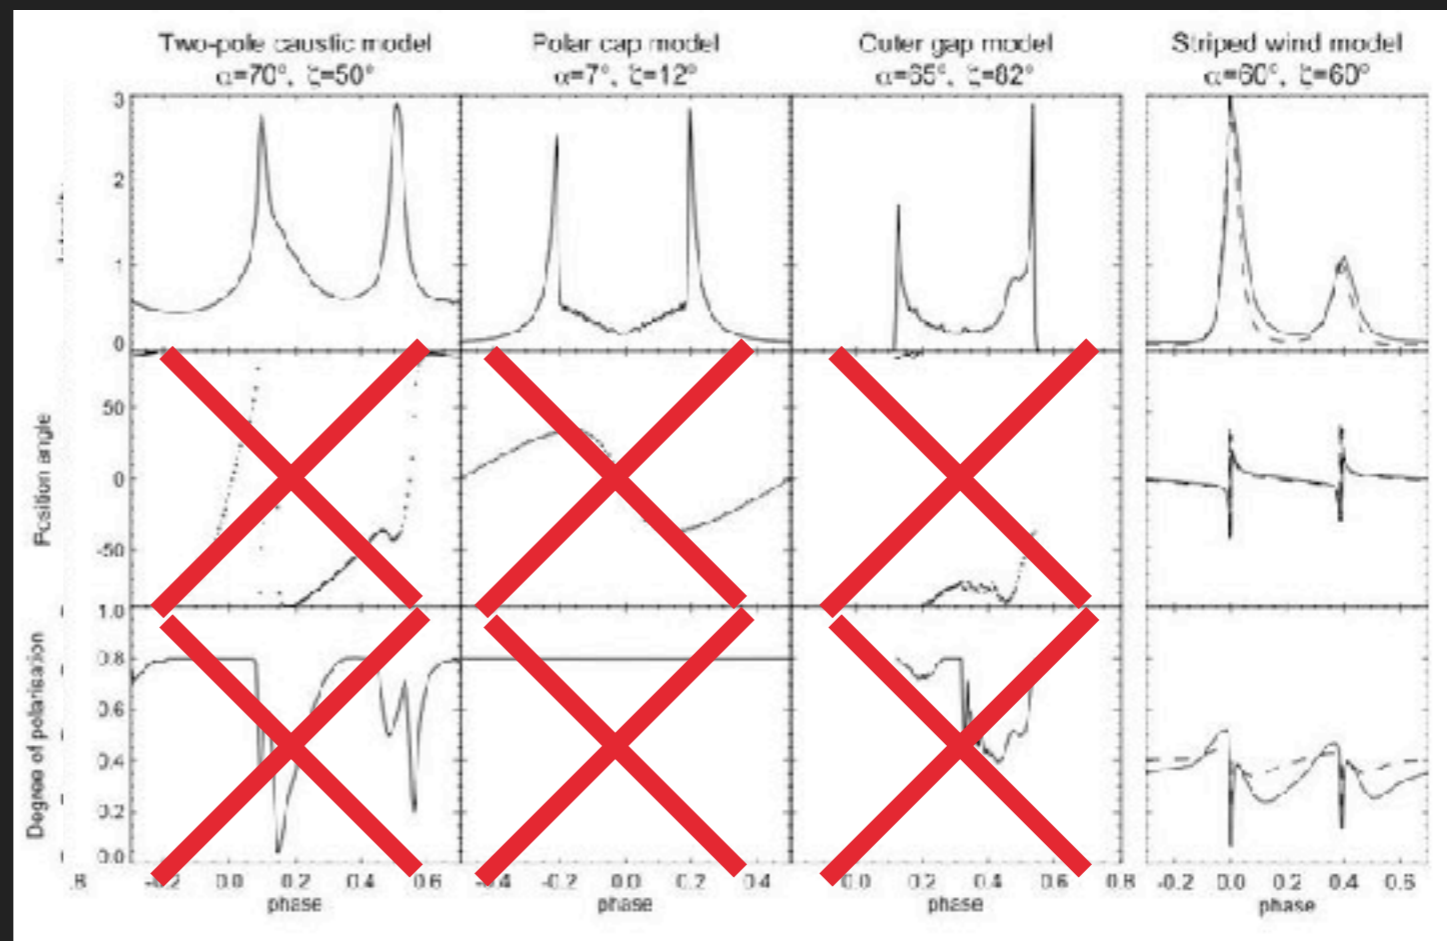 Two-pole caustic model
α=70°, ζ=50°
Polar cap model
α=7°, ζ=12°
Outer gap model
α=65°, ζ=82°
Striped wind model
α=60°, ζ=60°
3
2
1
0
Position angle
50
0
-50
Degree of polarisation
1.0
0.8
0.6
0.4
0.2
0.0
.8
-0.2 0.0 0.2 0.4 0.6
-0.4 0.0 0.2 0.4
0.0 0.2 0.4 0.6 0.8
-0.2 0.0 0.2 0.4 0.6
phase
phase
phase
phase